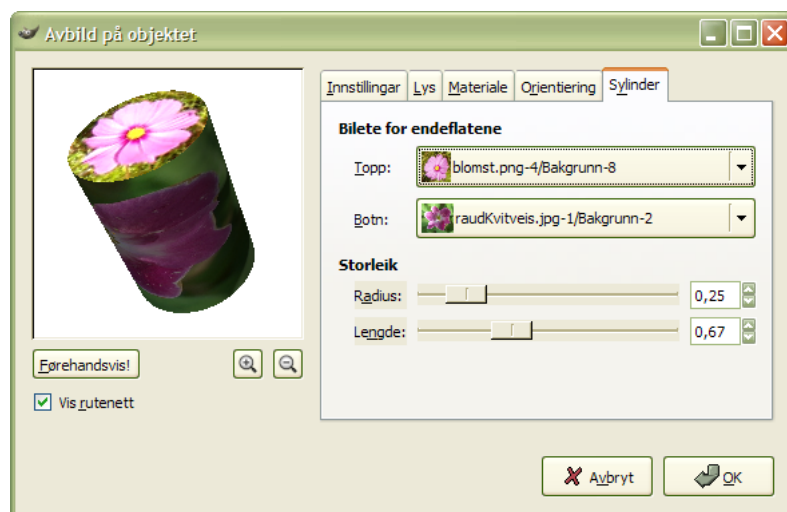 Avbild på objektet
Innstillingar Lys Materiale Orientiering Sylinder
Bilete for endeflatene
Topp: blomst.png-4/Bakgrunn-8
Botn: raudKvitveis.jpg-1/Bakgrunn-2
Storleik
Radius: 0,25
Lengde: 0,67
Førehandsvis!
Vis rutenett
Avbryt OK